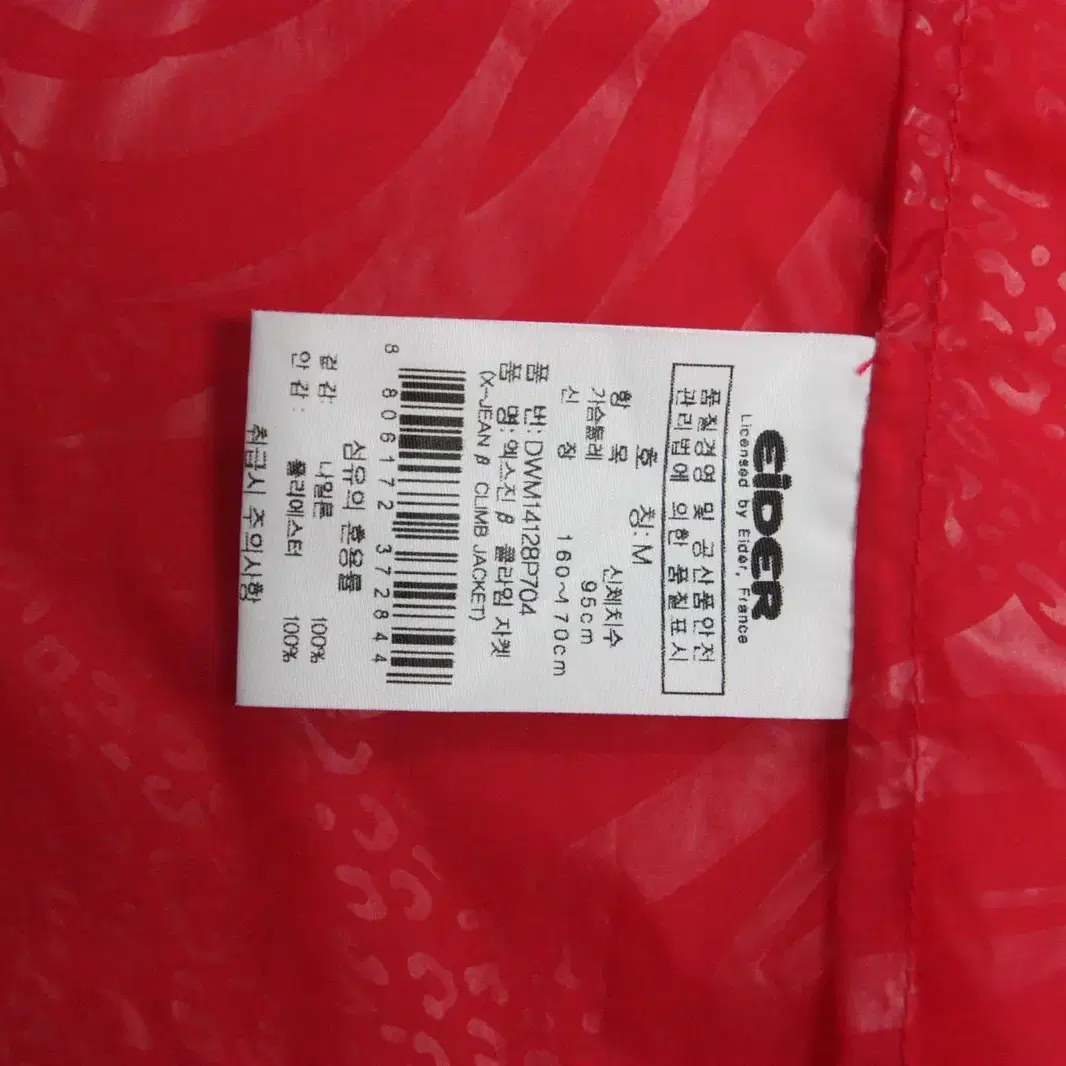 EiDER
Licensed by Eider, France
품질경영 및 공산품안전
관리법에 의한 품질표시
호 칭: M
항 목 신체치수
가슴둘레 95cm
신 장 160~170cm
품 번: DWM14128P704
품 명: 엑스진 β 클라임 자켓
(X-JEAN β CLIMB JACKET)
8 806172 372844
섬유의 혼용률
겉 감: 나일론 100%
안 감: 폴리에스터 100%
취급시 주의사항